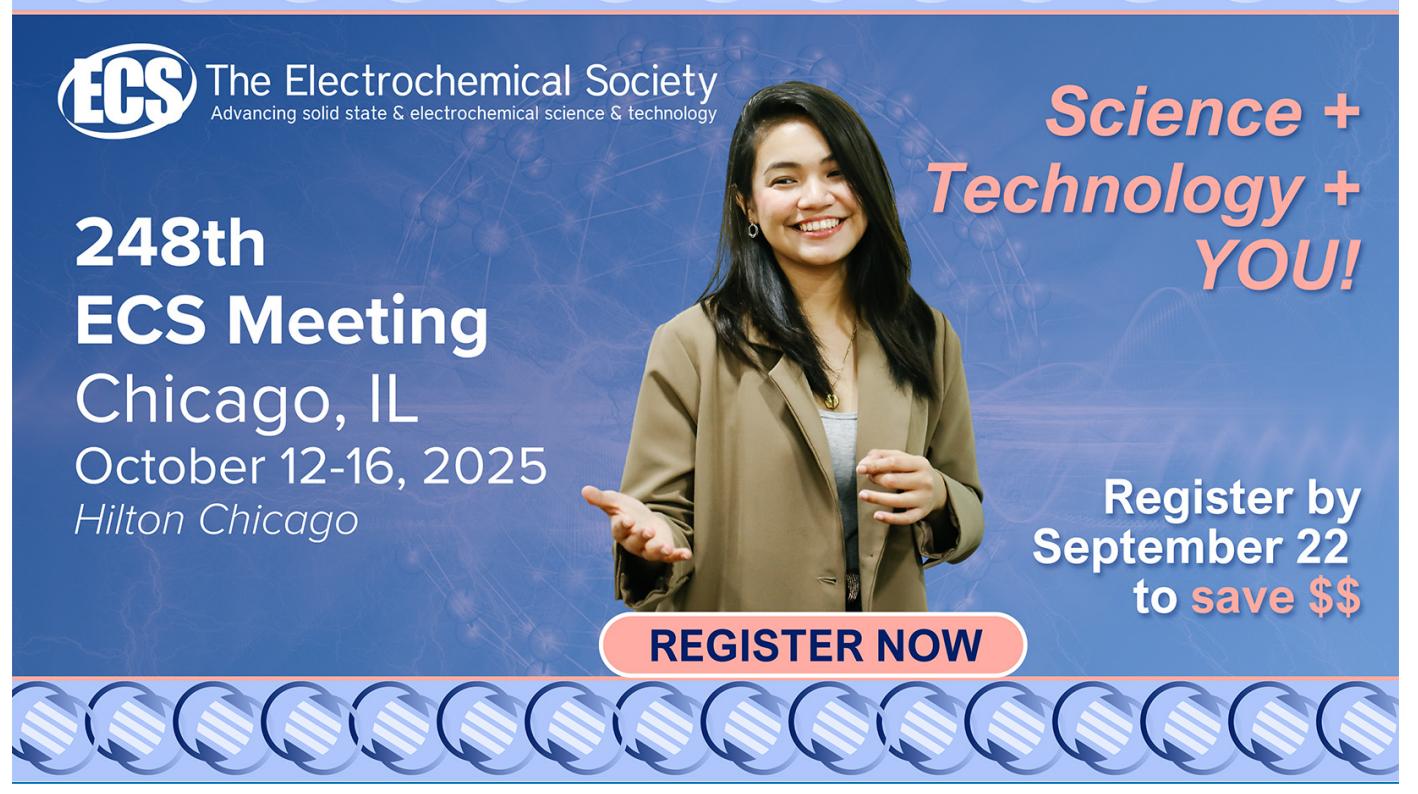 ECS The Electrochemical Society
Advancing solid state & electrochemical science & technology
248th
ECS Meeting
Chicago, IL
October 12-16, 2025
Hilton Chicago
Science +
Technology +
YOU!
Register by
September 22
to save $$
REGISTER NOW